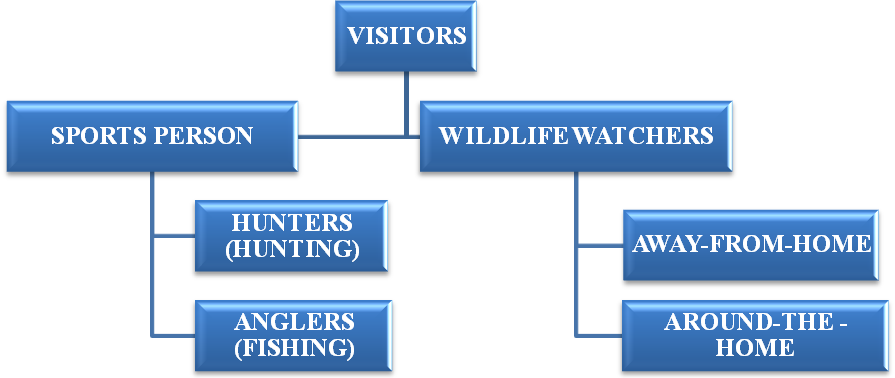 VISITORS
SPORTS PERSON
WILDLIFE WATCHERS
HUNTERS
(HUNTING)
ANGLERS
(FISHING)
AWAY-FROM-HOME
AROUND-THE -
HOME